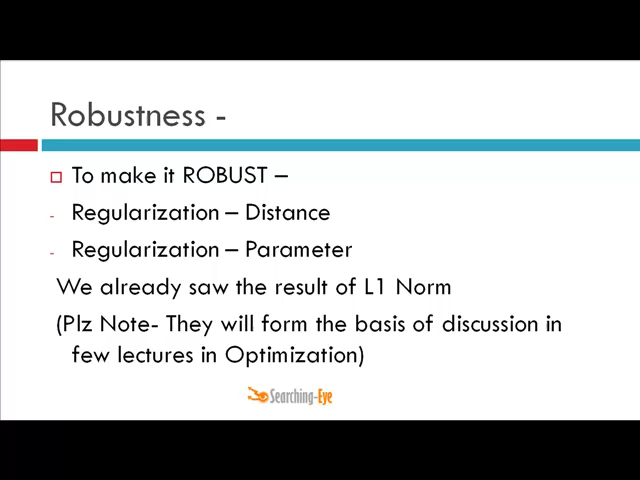 Robustness -
To make it ROBUST –
- Regularization – Distance
- Regularization – Parameter
We already saw the result of L1 Norm
(Plz Note- They will form the basis of discussion in
few lectures in Optimization)
Searching-Eye